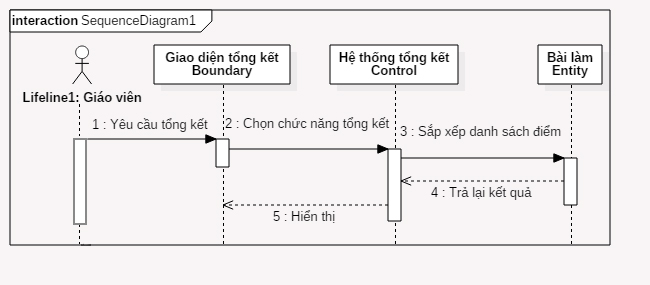 interaction SequenceDiagram1
Giao diện tổng kết
Boundary
Hệ thống tổng kết
Control
Bài làm
Entity
Lifeline1: Giáo viên
1 : Yêu cầu tổng kết
2 : Chọn chức năng tổng kết
3 : Sắp xếp danh sách điểm
4 : Trả lại kết quả
5 : Hiển thị